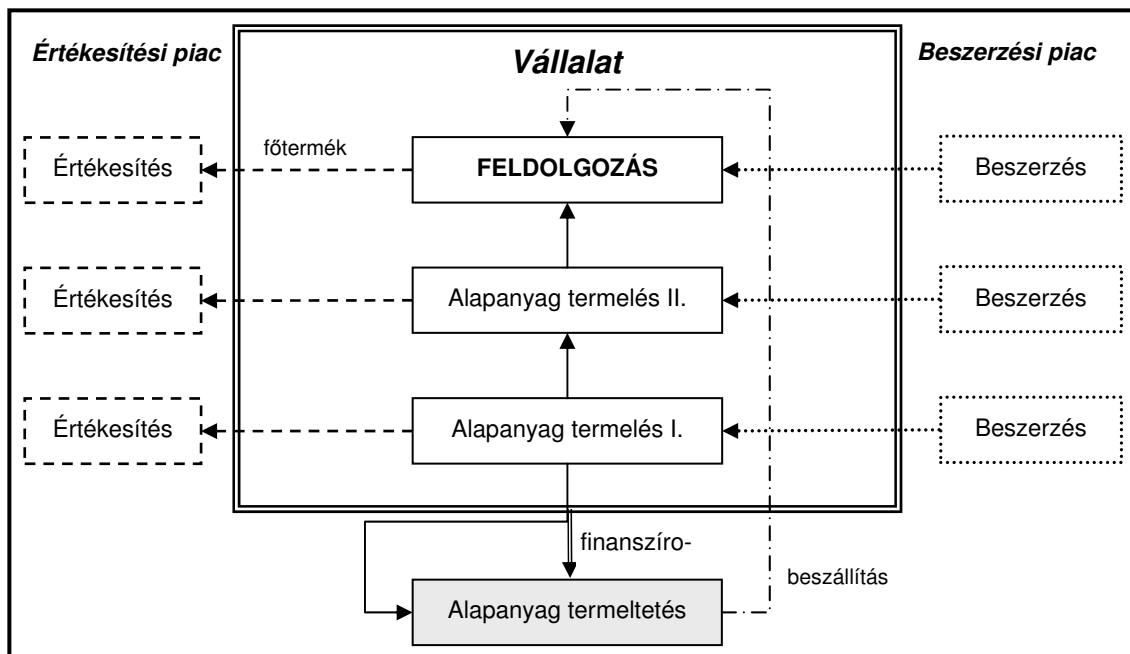 Értékesítési piac
Vállalat
Beszerzési piac
Értékesítés
főtermék
FELDOLGOZÁS
Beszerzés
Értékesítés
Alapanyag termelés II.
Beszerzés
Értékesítés
Alapanyag termelés I.
Beszerzés
finanszíro-
beszállítás
Alapanyag termeltetés